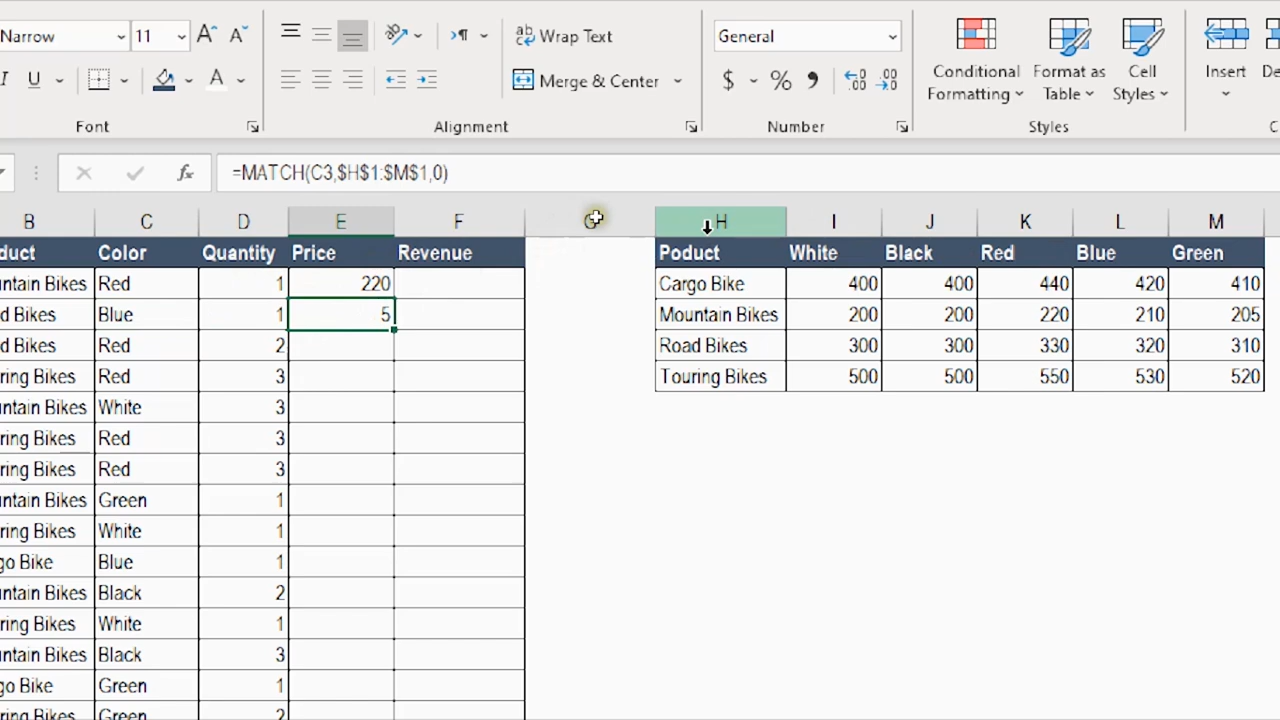 Narrow 11 A A ab Wrap Text General Conditional Format as Cell Insert
I U A Merge & Center $ % , .00 Formatting Table Styles
Font Alignment Number Styles
fx =MATCH(C3,$H$1:$M$1,0)
B C D E F G H I J K L M
duct Color Quantity Price Revenue Poduct White Black Red Blue Green
ntain Bikes Red 1 220 Cargo Bike 400 400 440 420 410
d Bikes Blue 1 5 Mountain Bikes 200 200 220 210 205
d Bikes Red 2 Road Bikes 300 300 330 320 310
ring Bikes Red 3 Touring Bikes 500 500 550 530 520
ntain Bikes White 3
ring Bikes Red 3
ring Bikes Red 3
ntain Bikes Green 1
ring Bikes White 1
go Bike Blue 1
ntain Bikes Black 2
ring Bikes White 1
ntain Bikes Black 3
go Bike Green 1
ring Bikes Green 2